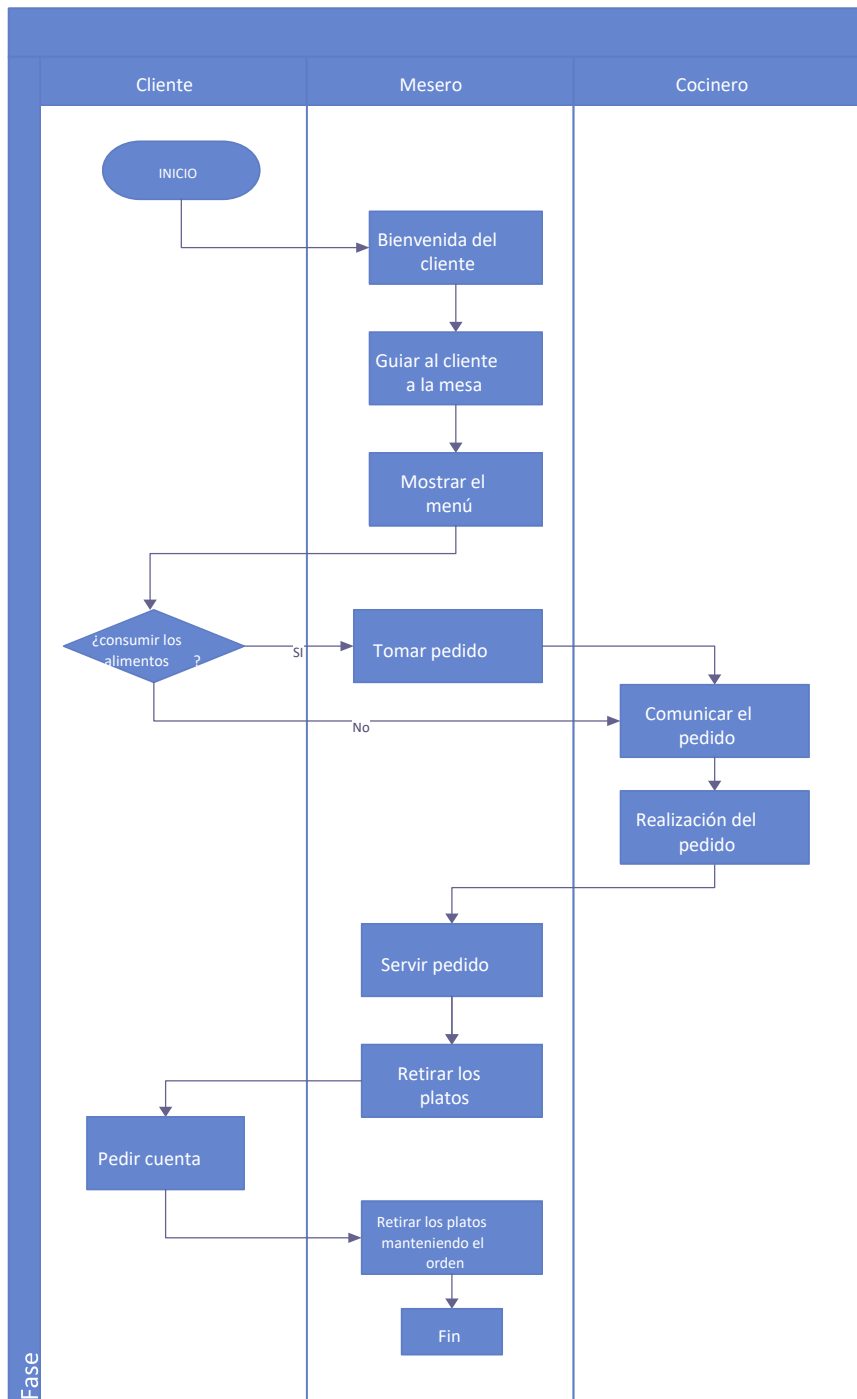 Cliente
Mesero
Cocinero
INICIO
Bienvenida del
cliente
Guiar al cliente
a la mesa
Mostrar el
menú
¿consumir los
alimentos ?
SI
Tomar pedido
Comunicar el
pedido
No
Realización del
pedido
Servir pedido
Retirar los
platos
Pedir cuenta
Retirar los platos
manteniendo el
orden
Fin
Fase